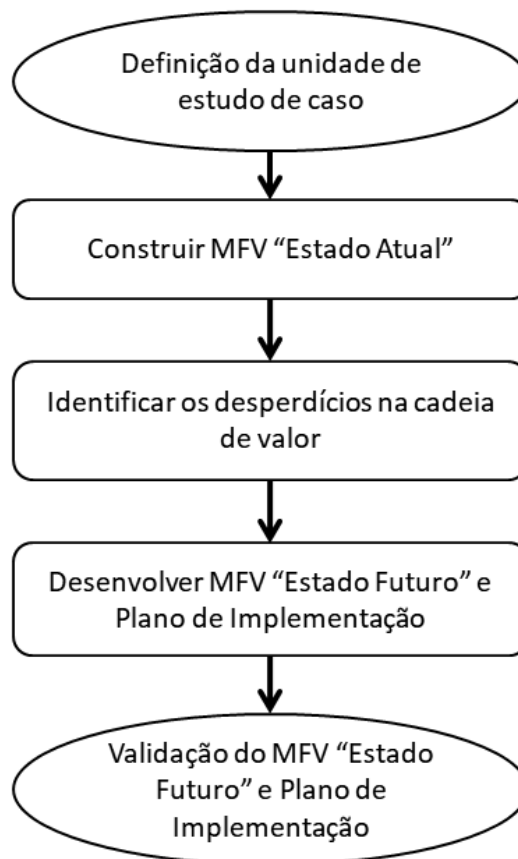 Definição da unidade de
estudo de caso
Construir MFV “Estado Atual”
Identificar os desperdícios na cadeia
de valor
Desenvolver MFV “Estado Futuro” e
Plano de Implementação
Validação do MFV “Estado
Futuro” e Plano de
Implementação